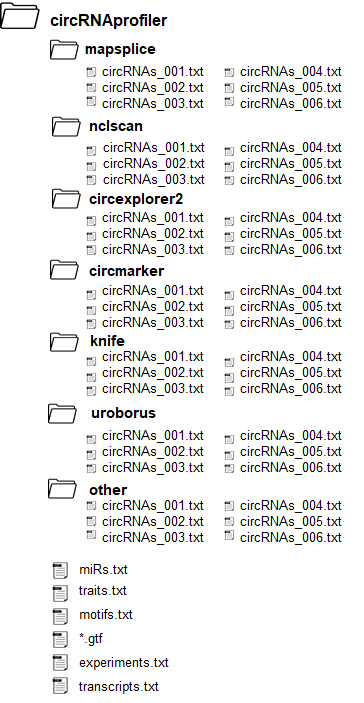 circRNAprofiler
mapsplice
circRNAs_001.txt circRNAs_004.txt
circRNAs_002.txt circRNAs_005.txt
circRNAs_003.txt circRNAs_006.txt
nclscan
circRNAs_001.txt circRNAs_004.txt
circRNAs_002.txt circRNAs_005.txt
circRNAs_003.txt circRNAs_006.txt
circexplorer2
circRNAs_001.txt circRNAs_004.txt
circRNAs_002.txt circRNAs_005.txt
circRNAs_003.txt circRNAs_006.txt
circmarker
circRNAs_001.txt circRNAs_004.txt
circRNAs_002.txt circRNAs_005.txt
circRNAs_003.txt circRNAs_006.txt
knife
circRNAs_001.txt circRNAs_004.txt
circRNAs_002.txt circRNAs_005.txt
circRNAs_003.txt circRNAs_006.txt
uroborus
circRNAs_001.txt circRNAs_004.txt
circRNAs_002.txt circRNAs_005.txt
circRNAs_003.txt circRNAs_006.txt
other
circRNAs_001.txt circRNAs_004.txt
circRNAs_002.txt circRNAs_005.txt
circRNAs_003.txt circRNAs_006.txt
miRs.txt
traits.txt
motifs.txt
*.gtf
experiments.txt
transcripts.txt